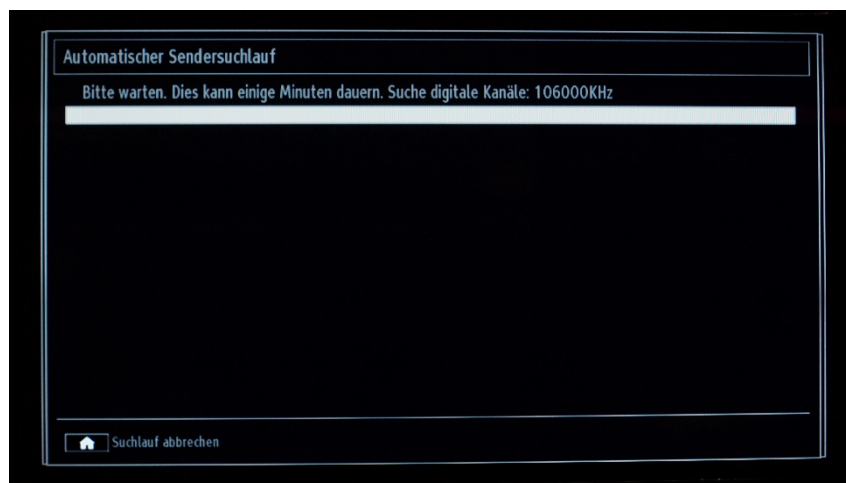 Automatischer Sendersuchlauf
Bitte warten. Dies kann einige Minuten dauern. Suche digitale Kanäle: 106000KHz
Suchlauf abbrechen